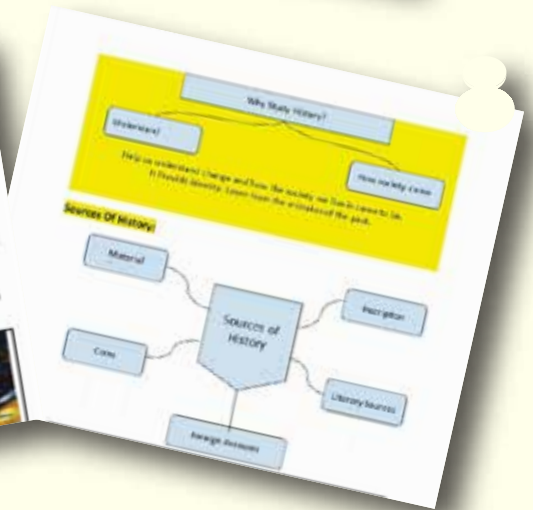 Why Study History?
Understand
How society came
Help us understand change and how the society we live in came to be.
It Provide Identity. Learn from the mistakes of the past.
Sources Of History:
Material
Inscription
Sources of
History
Coins
Literary Sources
Foreign Accounts